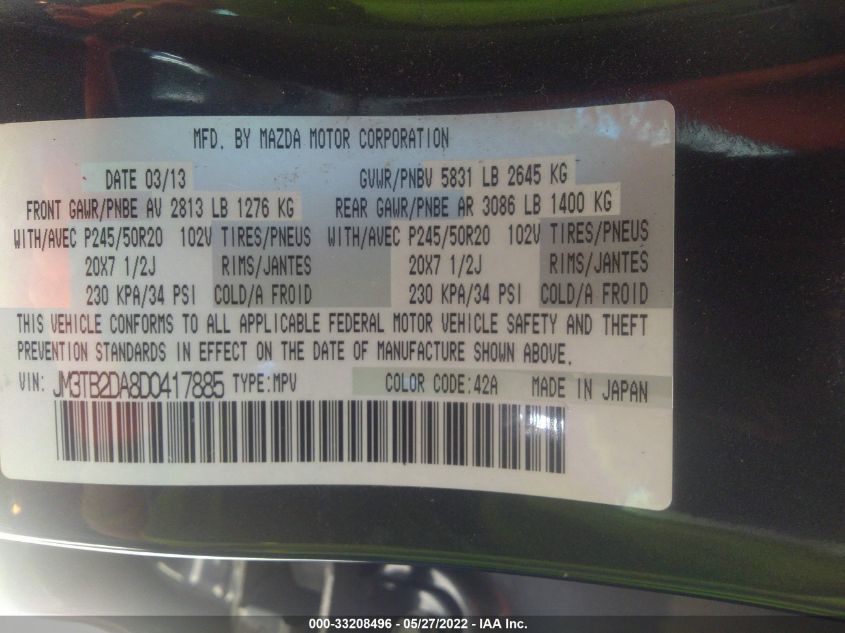 MFD. BY MAZDA MOTOR CORPORATION
DATE 03/13 GVWR/PNBV 5831 LB 2645 KG
FRONT GAWR/PNBE AV 2813 LB 1276 KG REAR GAWR/PNBE AR 3086 LB 1400 KG
WITH/AVEC P245/50R20 102V TIRES/PNEUS WITH/AVEC P245/50R20 102V TIRES/PNEUS
20X7 1/2J RIMS/JANTES 20X7 1/2J RIMS/JANTES
230 KPA/34 PSI COLD/A FROID 230 KPA/34 PSI COLD/A FROID
THIS VEHICLE CONFORMS TO ALL APPLICABLE FEDERAL MOTOR VEHICLE SAFETY AND THEFT
PREVENTION STANDARDS IN EFFECT ON THE DATE OF MANUFACTURE SHOWN ABOVE.
VIN: JM3TB2DA8D0417885 TYPE:MPV COLOR CODE:42A MADE IN JAPAN
000-33208496 - 05/27/2022 - IAA Inc.